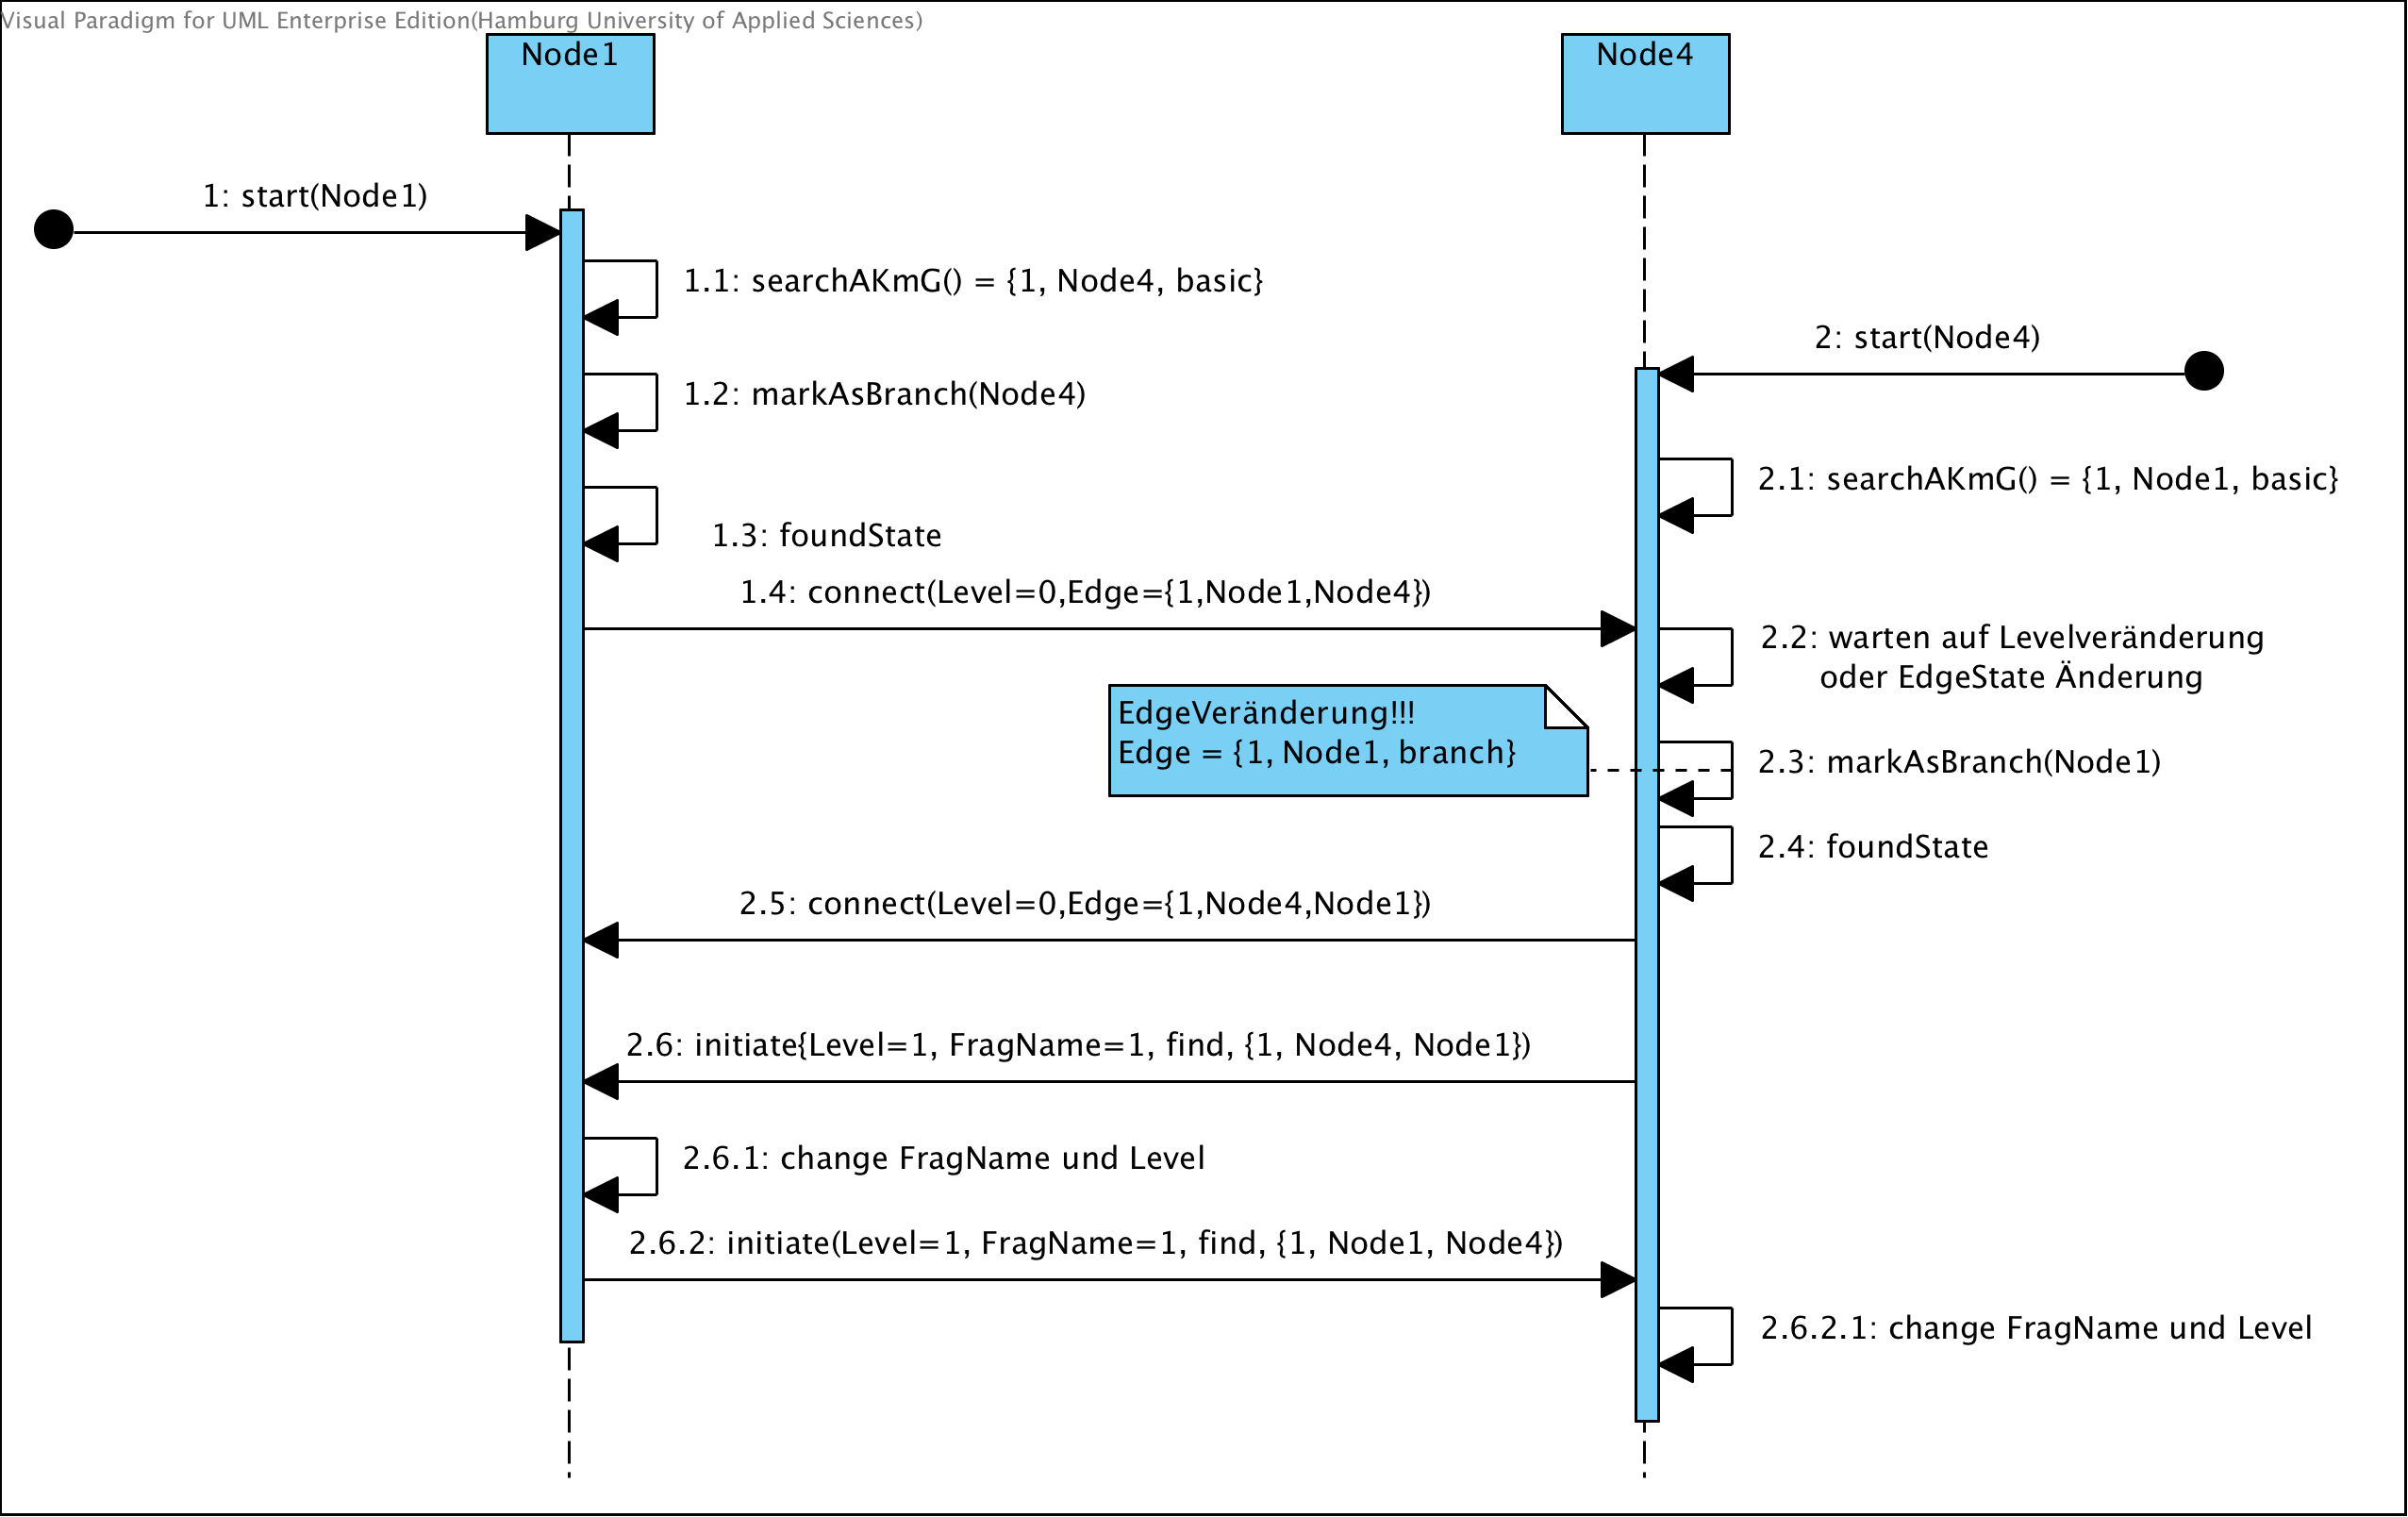 Visual Paradigm for UML Enterprise Edition(Hamburg University of Applied Sciences)
Node1
Node4
1: start(Node1)
1.1: searchAKmG() = {1, Node4, basic}
2: start(Node4)
1.2: markAsBranch(Node4)
2.1: searchAKmG() = {1, Node1, basic}
1.3: foundState
1.4: connect(Level=0,Edge={1,Node1,Node4})
2.2: warten auf Levelveränderung
oder EdgeState Änderung
EdgeVeränderung!!!
Edge = {1, Node1, branch}
2.3: markAsBranch(Node1)
2.4: foundState
2.5: connect(Level=0,Edge={1,Node4,Node1})
2.6: initiate{Level=1, FragName=1, find, {1, Node4, Node1})
2.6.1: change FragName und Level
2.6.2: initiate(Level=1, FragName=1, find, {1, Node1, Node4})
2.6.2.1: change FragName und Level